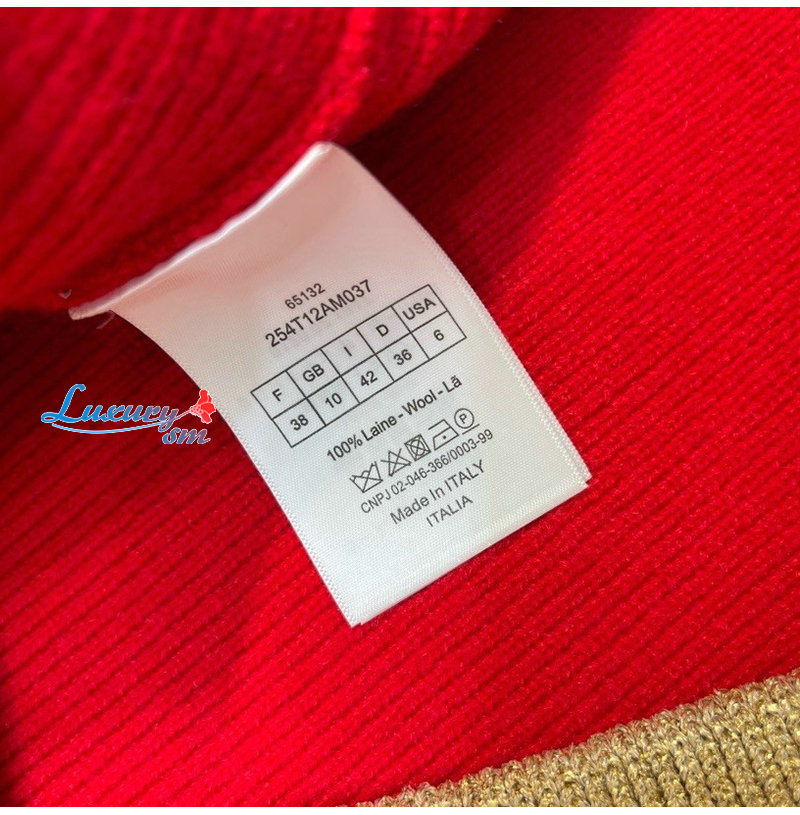 65132
254T12AM037
F GB I D USA
38 10 42 36 6
100% Laine - Wool - Lã
P
CNPJ 02-046-366/0003-99
Made In ITALY
ITALIA
Luxury
sm